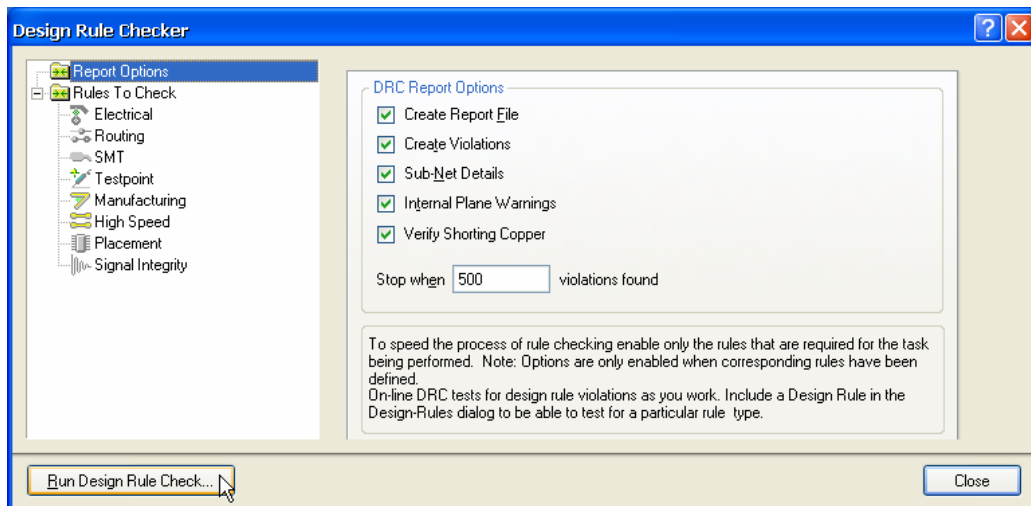 Design Rule Checker
Report Options
Rules To Check
Electrical
Routing
SMT
Testpoint
Manufacturing
High Speed
Placement
Signal Integrity
DRC Report Options
Create Report File
Create Violations
Sub-Net Details
Internal Plane Warnings
Verify Shorting Copper
Stop when 500 violations found
To speed the process of rule checking enable only the rules that are required for the task
being performed. Note: Options are only enabled when corresponding rules have been
defined.
On-line DRC tests for design rule violations as you work. Include a Design Rule in the
Design-Rules dialog to be able to test for a particular rule type.
Run Design Rule Check...
Close